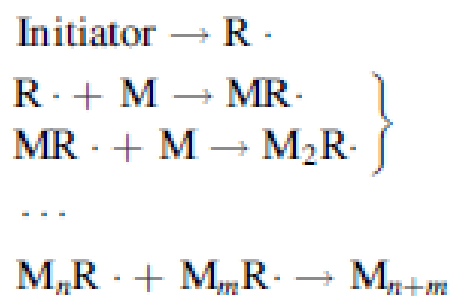 Initiator → R ·
R · + M → MR·
MR · + M → M₂R·
...
MₙR · + MₘR· → Mₙ₊ₘ